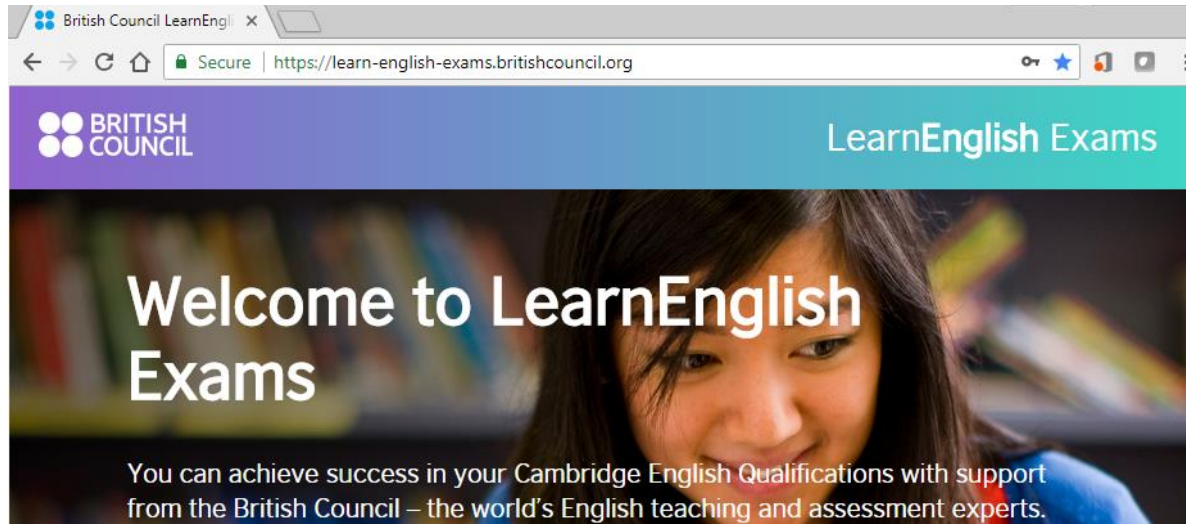 British Council LearnEngli
Secure | https://learn-english-exams.britishcouncil.org
BRITISH
COUNCIL
LearnEnglish Exams
Welcome to LearnEnglish
Exams
You can achieve success in your Cambridge English Qualifications with support
from the British Council – the world's English teaching and assessment experts.